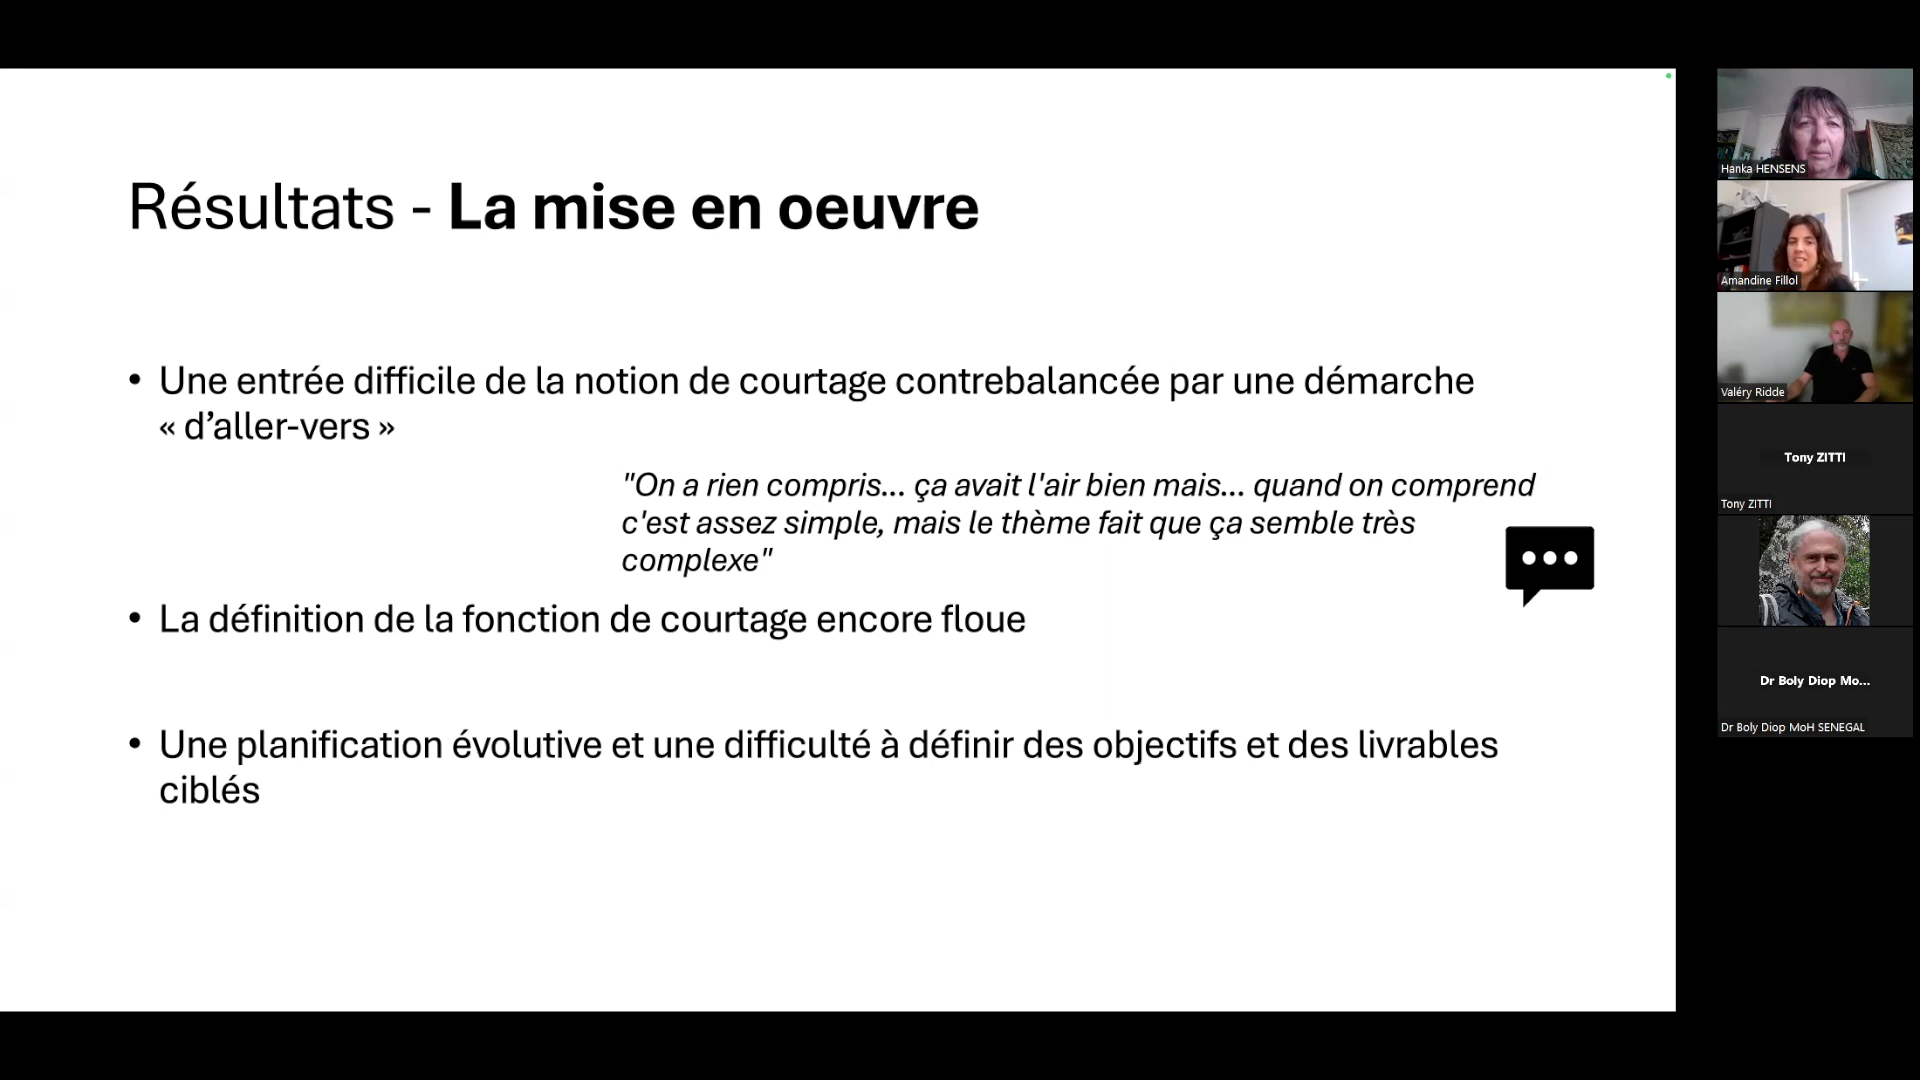 Résultats - La mise en oeuvre
• Une entrée difficile de la notion de courtage contrebalancée par une démarche
« d’aller-vers »
"On a rien compris... ça avait l'air bien mais... quand on comprend
c'est assez simple, mais le thème fait que ça semble très
complexe"
• La définition de la fonction de courtage encore floue
• Une planification évolutive et une difficulté à définir des objectifs et des livrables
ciblés
Hanka HENSENS
Amandine Fillol
Valéry Ridde
Tony ZITTI
Tony ZITTI
Dr Boly Diop Mo...
Dr Boly Diop MoH SENEGAL